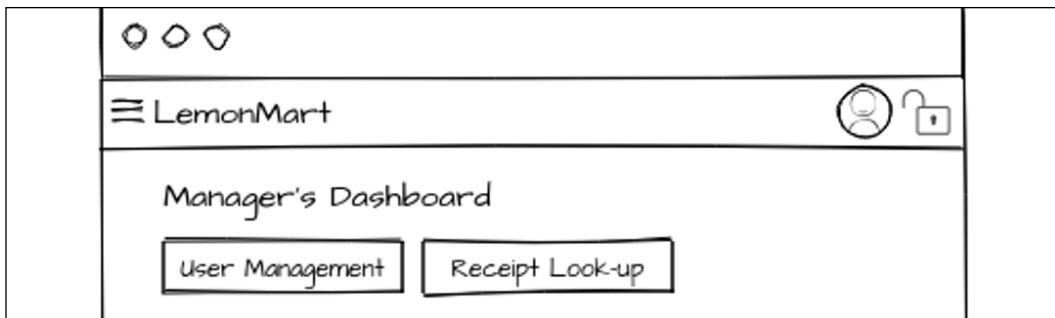 LemonMart
Manager's Dashboard
User Management
Receipt Look-up